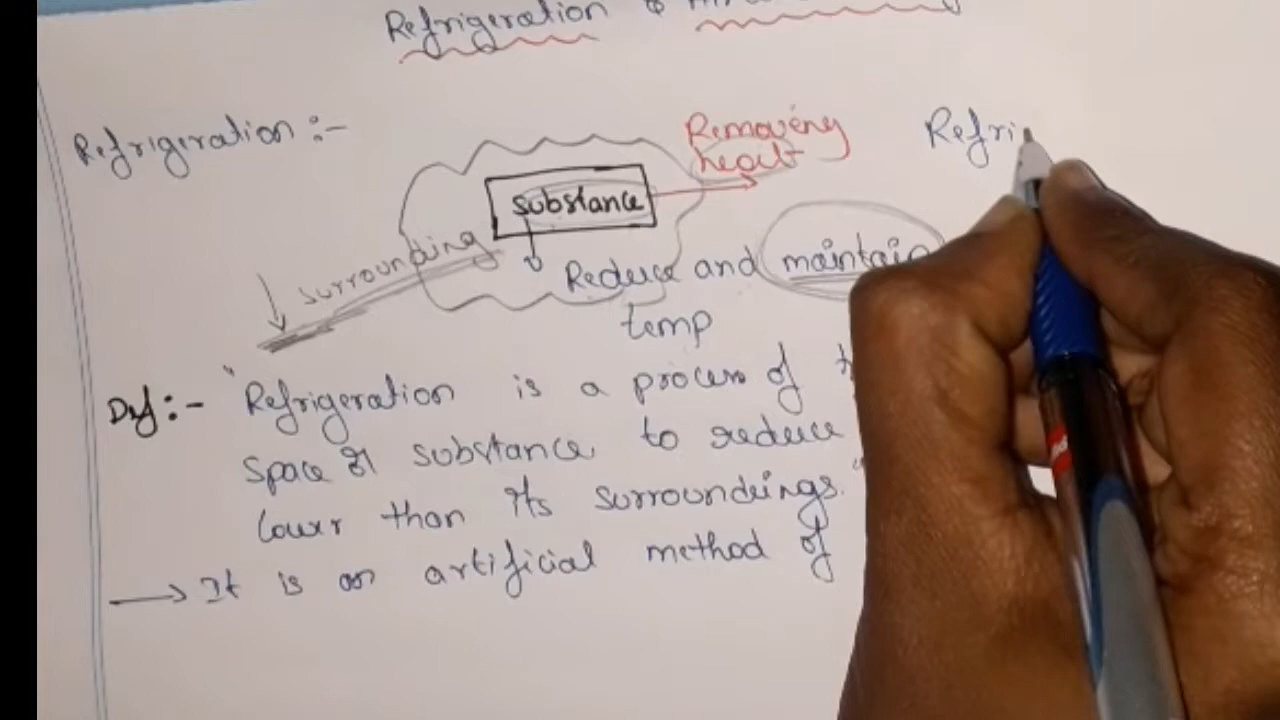 Refrigeration &
Refrigeration :-
Removing
heat
Refri
substance
surrounding
Reduce and maintain
temp
Def :- "Refrigeration is a process of
space or substance to reduce
lower than its surroundings."
→ It is an artificial method of